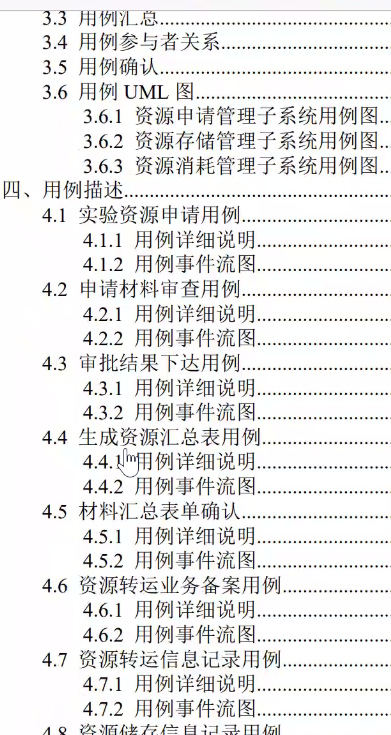 3.3 用例汇总
3.4 用例参与者关系
3.5 用例确认
3.6 用例 UML 图
3.6.1 资源申请管理子系统用例图
3.6.2 资源存储管理子系统用例图
3.6.3 资源消耗管理子系统用例图
四、用例描述
4.1 实验资源申请用例
4.1.1 用例详细说明
4.1.2 用例事件流图
4.2 申请材料审查用例
4.2.1 用例详细说明
4.2.2 用例事件流图
4.3 审批结果下达用例
4.3.1 用例详细说明
4.3.2 用例事件流图
4.4 生成资源汇总表用例
4.4.1 用例详细说明
4.4.2 用例事件流图
4.5 材料汇总表单确认
4.5.1 用例详细说明
4.5.2 用例事件流图
4.6 资源转运业务备案用例
4.6.1 用例详细说明
4.6.2 用例事件流图
4.7 资源转运信息记录用例
4.7.1 用例详细说明
4.7.2 用例事件流图
4.8 资源储存信息记录用例